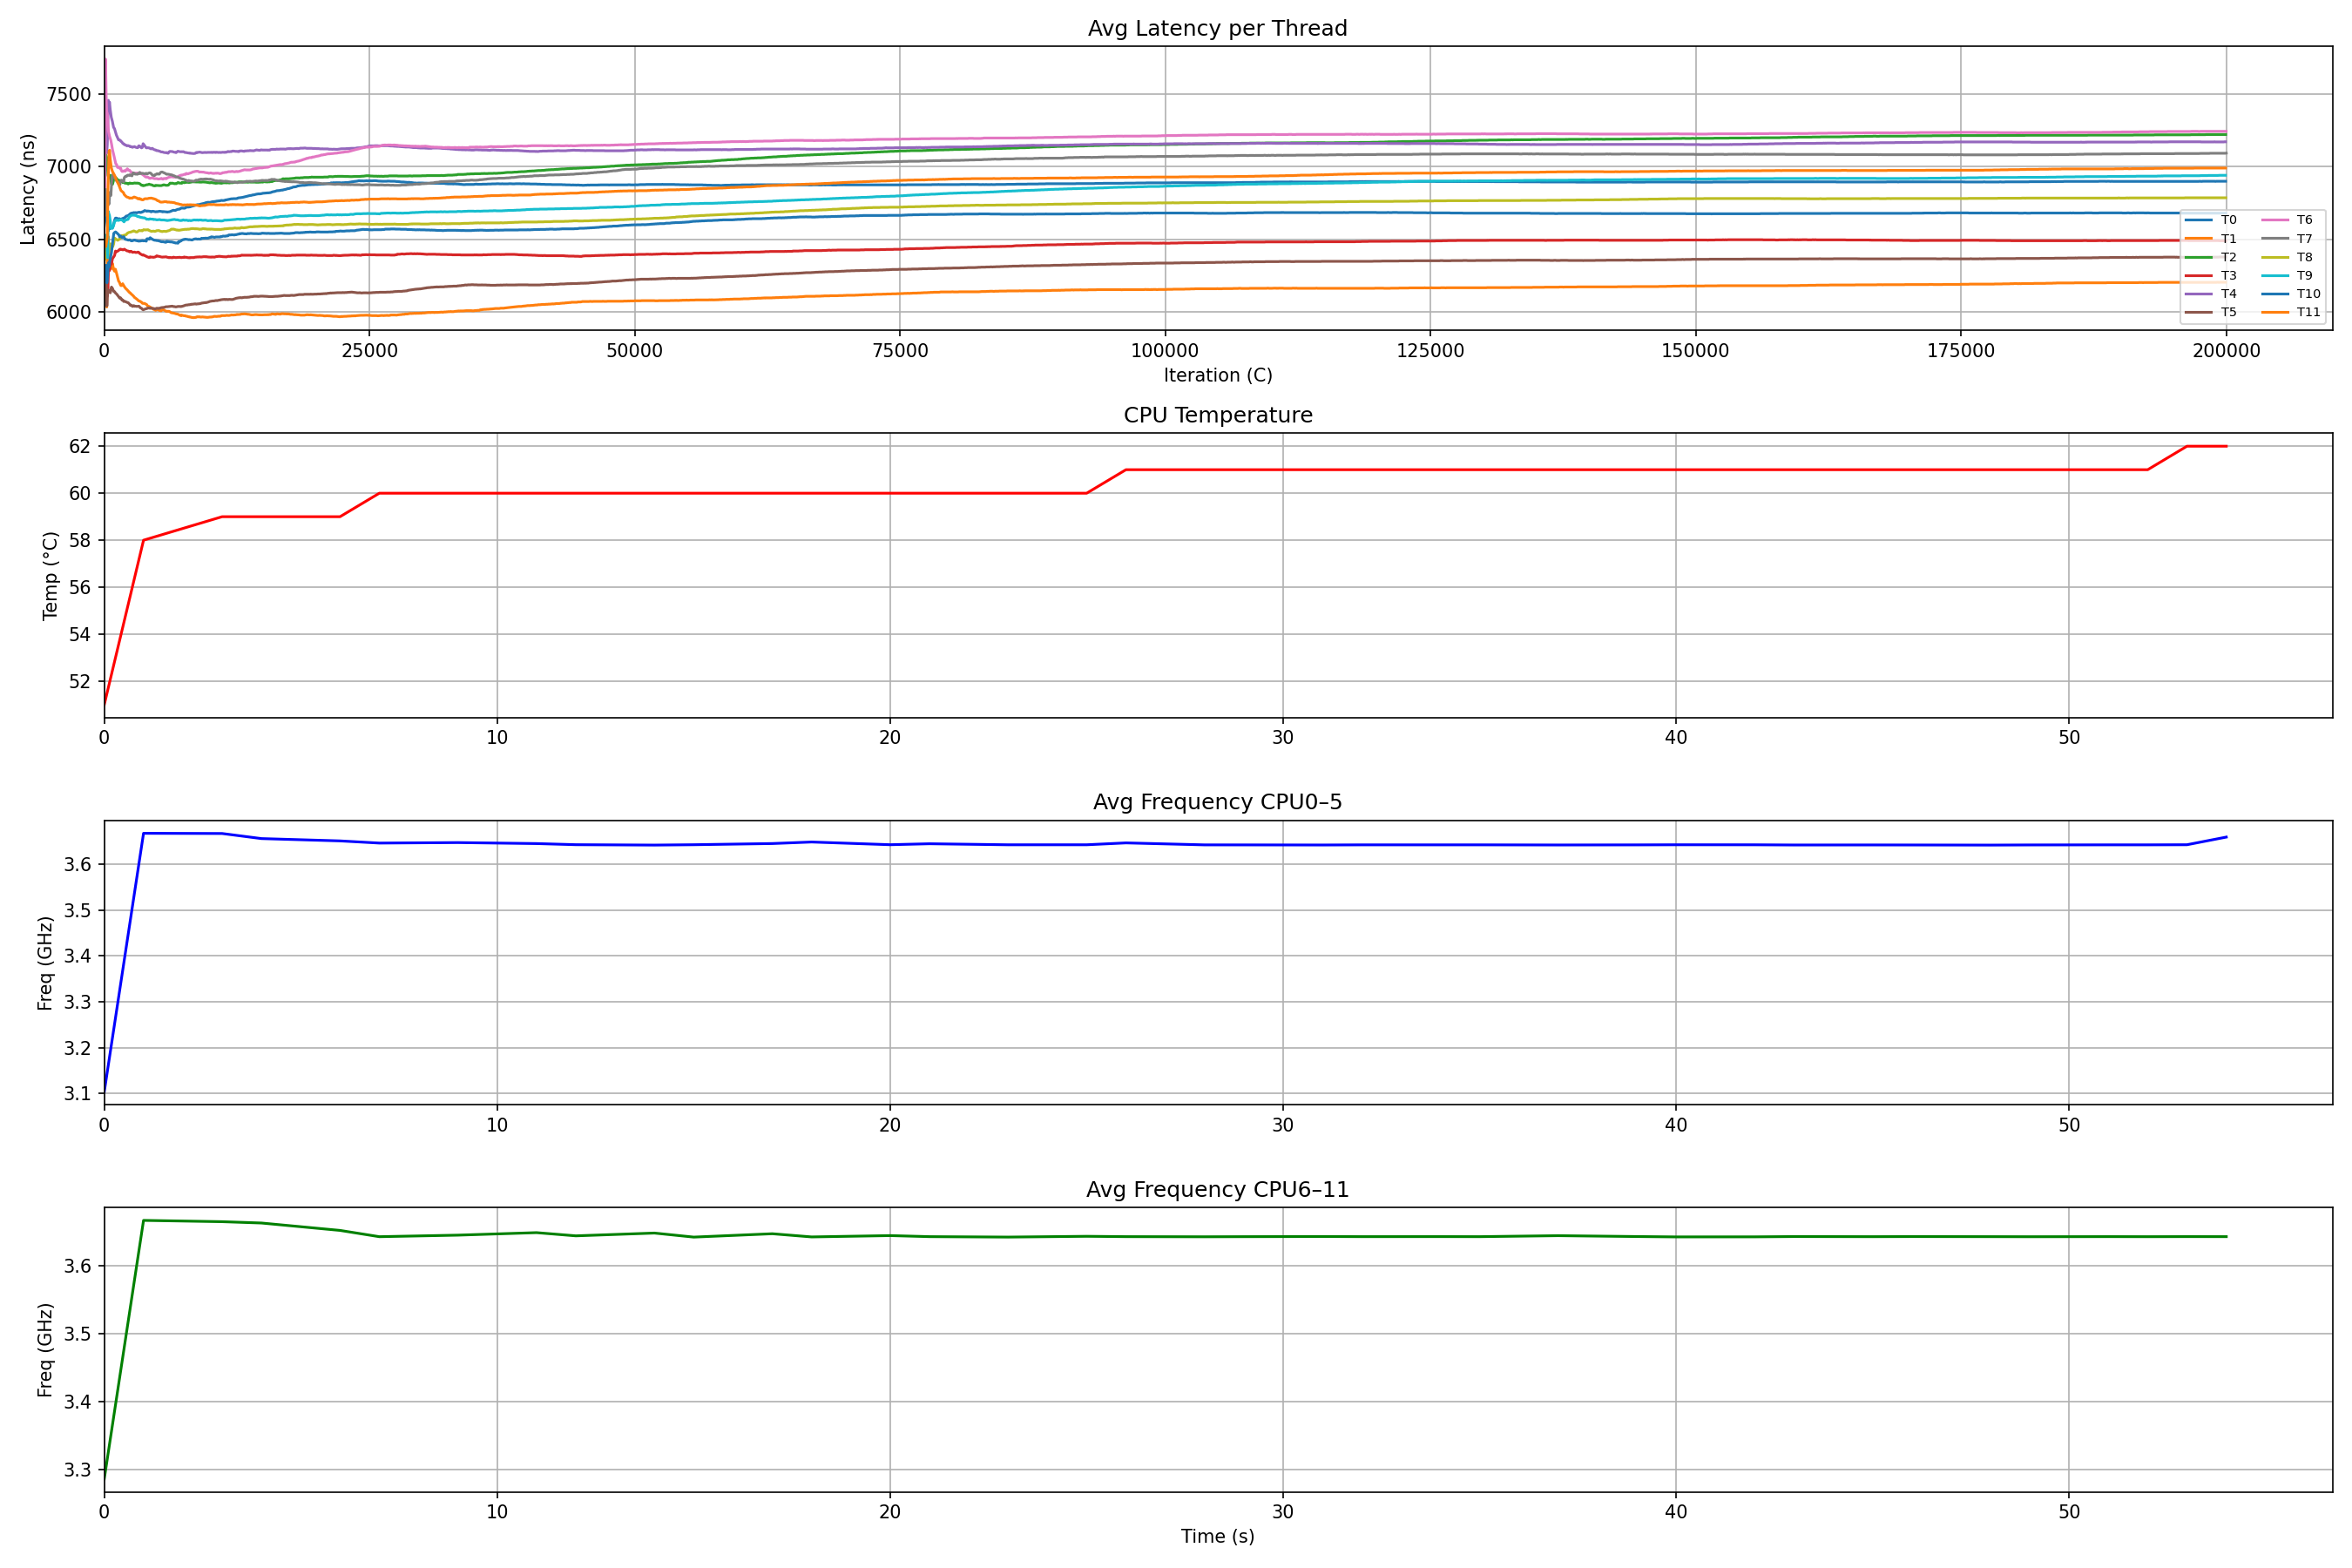 Avg Latency per Thread
Latency (ns)
7500
7000
6500
6000
T0 T6
T1 T7
T2 T8
T3 T9
T4 T10
T5 T11
0 25000 50000 75000 100000 125000 150000 175000 200000
Iteration (C)
CPU Temperature
Temp (°C)
62
60
58
56
54
52
0 10 20 30 40 50
Avg Frequency CPU0–5
Freq (GHz)
3.6
3.5
3.4
3.3
3.2
3.1
0 10 20 30 40 50
Avg Frequency CPU6–11
Freq (GHz)
3.6
3.5
3.4
3.3
0 10 20 30 40 50
Time (s)